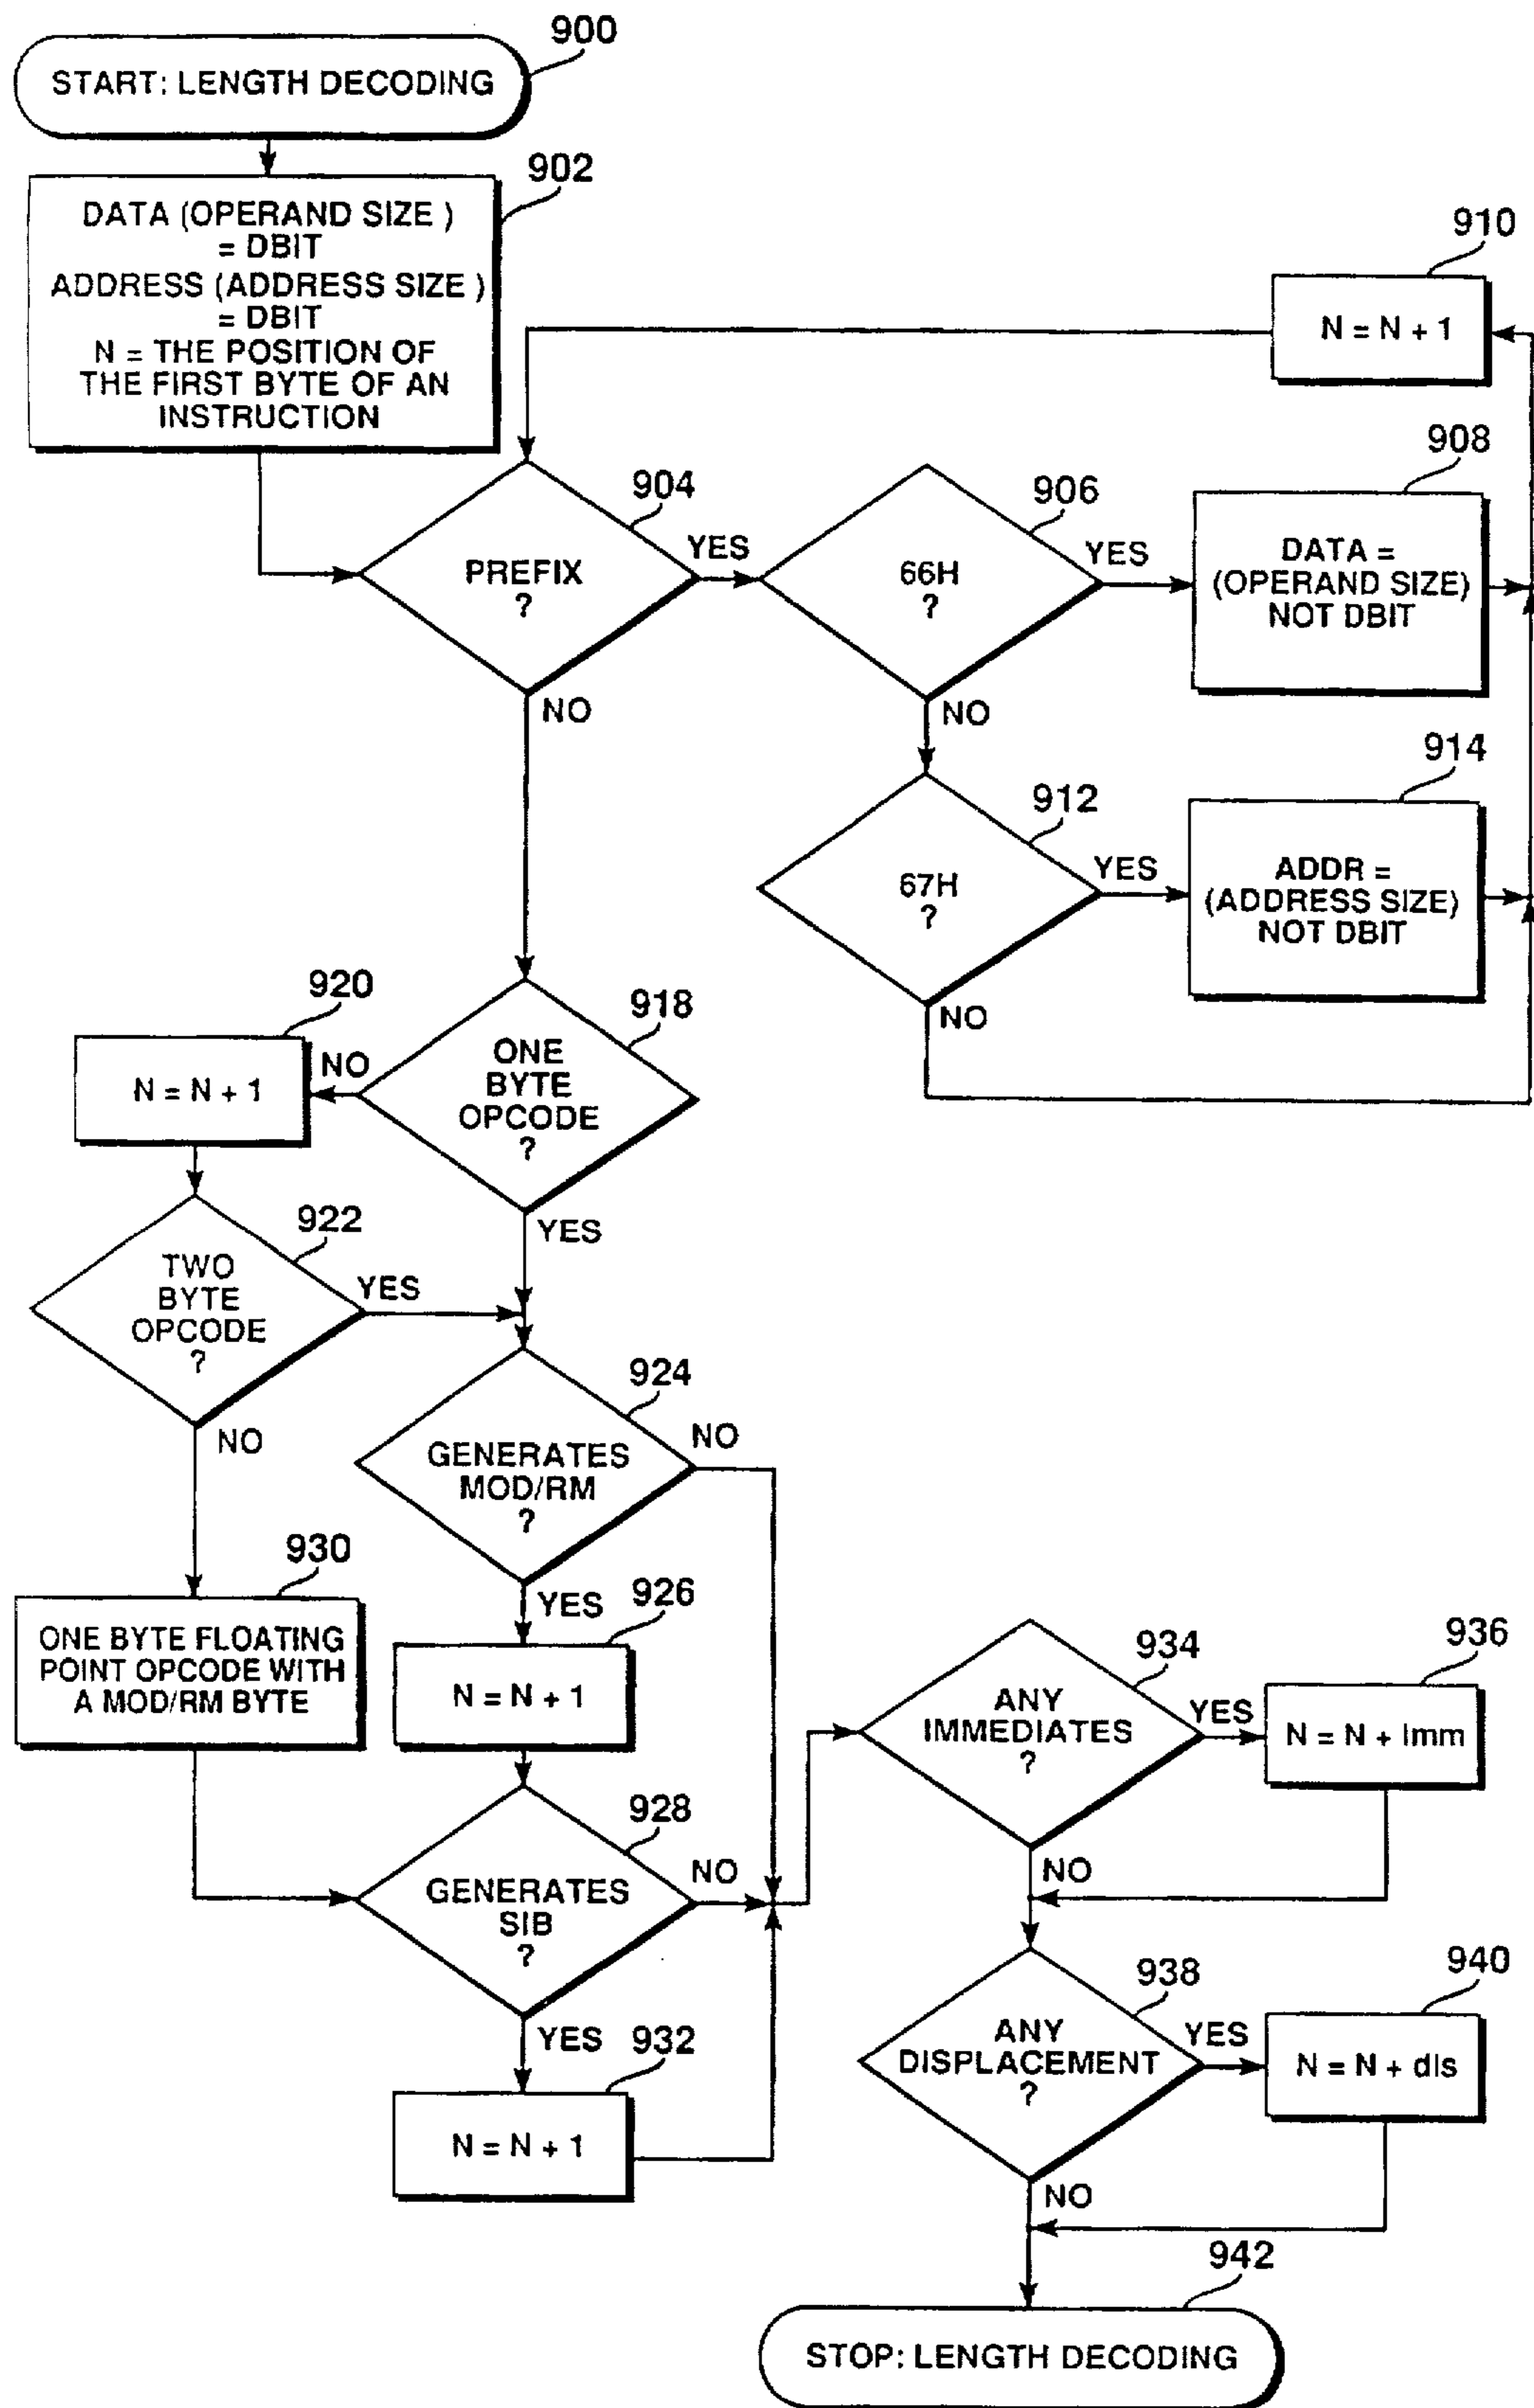 900
START: LENGTH DECODING
902
DATA (OPERAND SIZE )
= DBIT
ADDRESS (ADDRESS SIZE )
= DBIT
N = THE POSITION OF
THE FIRST BYTE OF AN
INSTRUCTION
910
N = N + 1
904
PREFIX
?
YES
NO
906
66H
?
YES
NO
908
DATA =
(OPERAND SIZE)
NOT DBIT
912
67H
?
YES
NO
914
ADDR =
(ADDRESS SIZE)
NOT DBIT
918
ONE
BYTE
OPCODE
?
NO
YES
920
N = N + 1
922
TWO
BYTE
OPCODE
?
YES
NO
924
GENERATES
MOD/RM
?
NO
YES
926
N = N + 1
930
ONE BYTE FLOATING
POINT OPCODE WITH
A MOD/RM BYTE
928
GENERATES
SIB
?
NO
YES
932
N = N + 1
934
ANY
IMMEDIATES
?
YES
NO
936
N = N + Imm
938
ANY
DISPLACEMENT
?
YES
NO
940
N = N + dIs
942
STOP: LENGTH DECODING